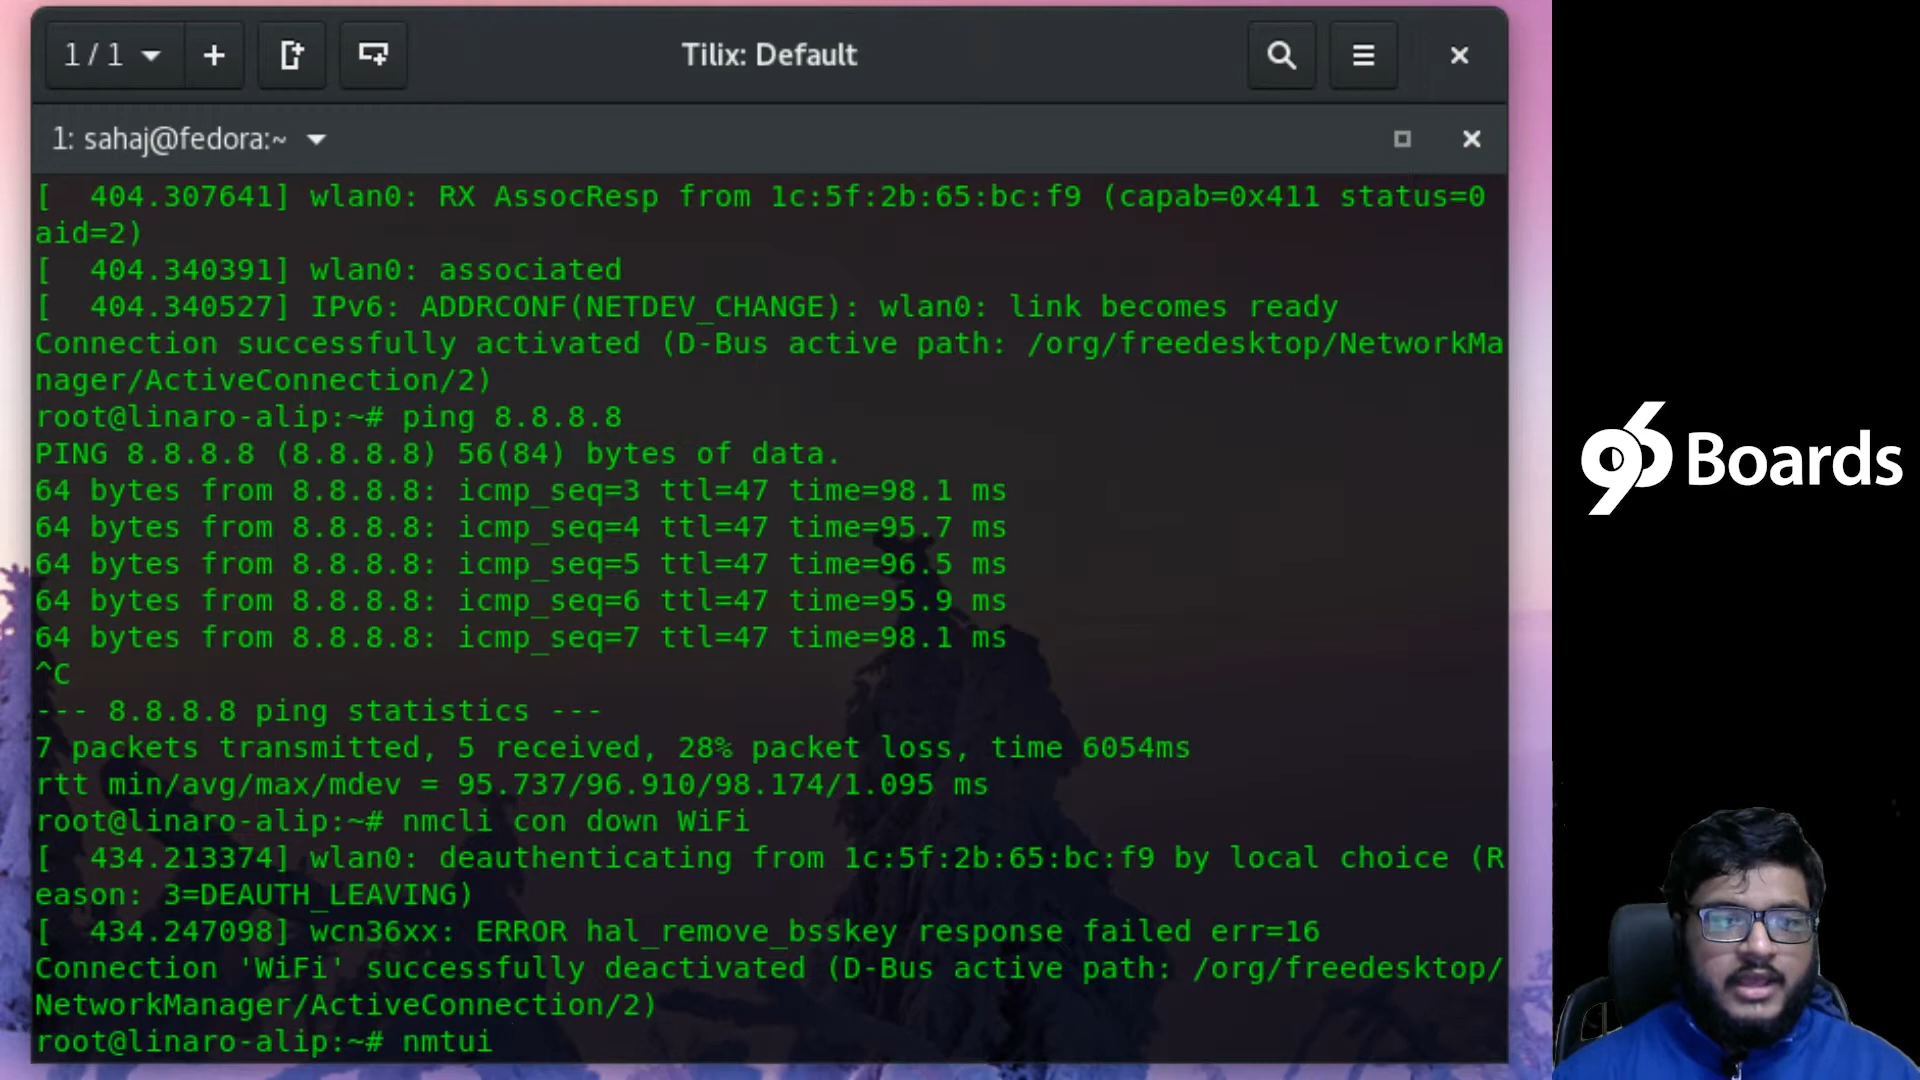 1 / 1
Tilix: Default
1: sahaj@fedora:~
[  404.307641] wlan0: RX AssocResp from 1c:5f:2b:65:bc:f9 (capab=0x411 status=0
aid=2)
[  404.340391] wlan0: associated
[  404.340527] IPv6: ADDRCONF(NETDEV_CHANGE): wlan0: link becomes ready
Connection successfully activated (D-Bus active path: /org/freedesktop/NetworkMa
nager/ActiveConnection/2)
root@linaro-alip:~# ping 8.8.8.8
PING 8.8.8.8 (8.8.8.8) 56(84) bytes of data.
64 bytes from 8.8.8.8: icmp_seq=3 ttl=47 time=98.1 ms
64 bytes from 8.8.8.8: icmp_seq=4 ttl=47 time=95.7 ms
64 bytes from 8.8.8.8: icmp_seq=5 ttl=47 time=96.5 ms
64 bytes from 8.8.8.8: icmp_seq=6 ttl=47 time=95.9 ms
64 bytes from 8.8.8.8: icmp_seq=7 ttl=47 time=98.1 ms
^C
--- 8.8.8.8 ping statistics ---
7 packets transmitted, 5 received, 28% packet loss, time 6054ms
rtt min/avg/max/mdev = 95.737/96.910/98.174/1.095 ms
root@linaro-alip:~# nmcli con down WiFi
[  434.213374] wlan0: deauthenticating from 1c:5f:2b:65:bc:f9 by local choice (R
eason: 3=DEAUTH_LEAVING)
[  434.247098] wcn36xx: ERROR hal_remove_bsskey response failed err=16
Connection 'WiFi' successfully deactivated (D-Bus active path: /org/freedesktop/
NetworkManager/ActiveConnection/2)
root@linaro-alip:~# nmtui
96 Boards